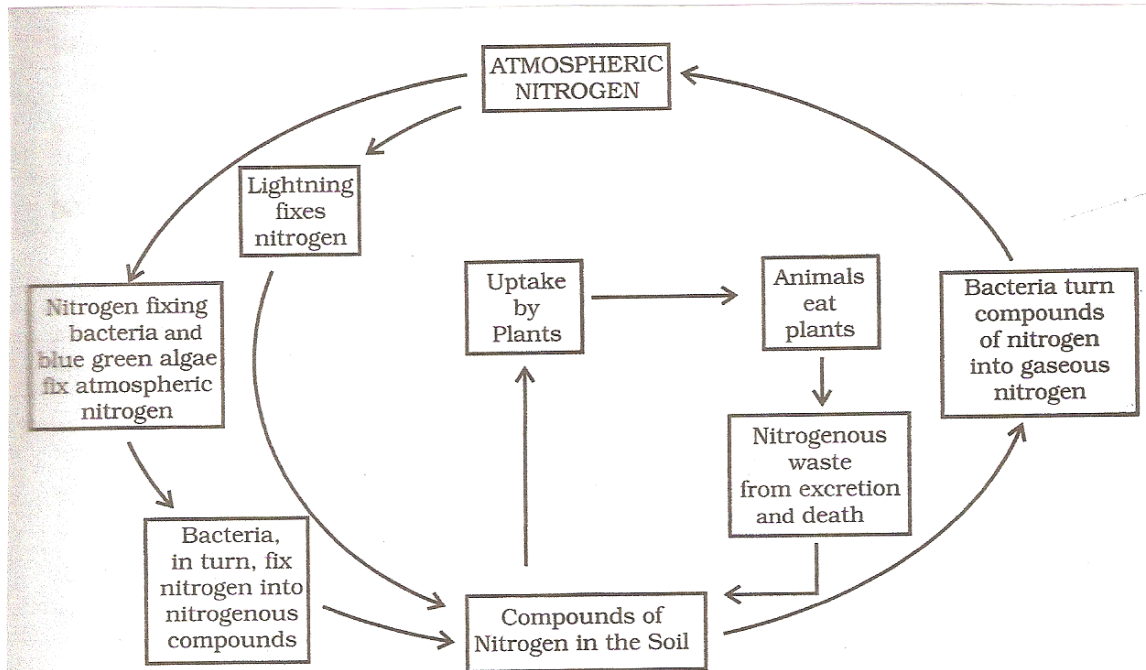 ATMOSPHERIC
NITROGEN
Lightning
fixes
nitrogen
Nitrogen fixing
bacteria and
blue green algae
fix atmospheric
nitrogen
Uptake
by
Plants
Animals
eat
plants
Bacteria turn
compounds
of nitrogen
into gaseous
nitrogen
Nitrogenous
waste
from excretion
and death
Bacteria,
in turn, fix
nitrogen into
nitrogenous
compounds
Compounds of
Nitrogen in the Soil